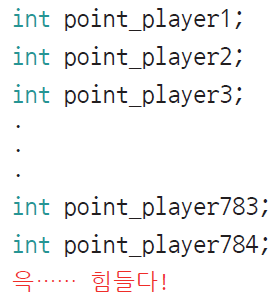 int point_player1;
int point_player2;
int point_player3;
.
.
.
int point_player783;
int point_player784;
윽…… 힘들다!